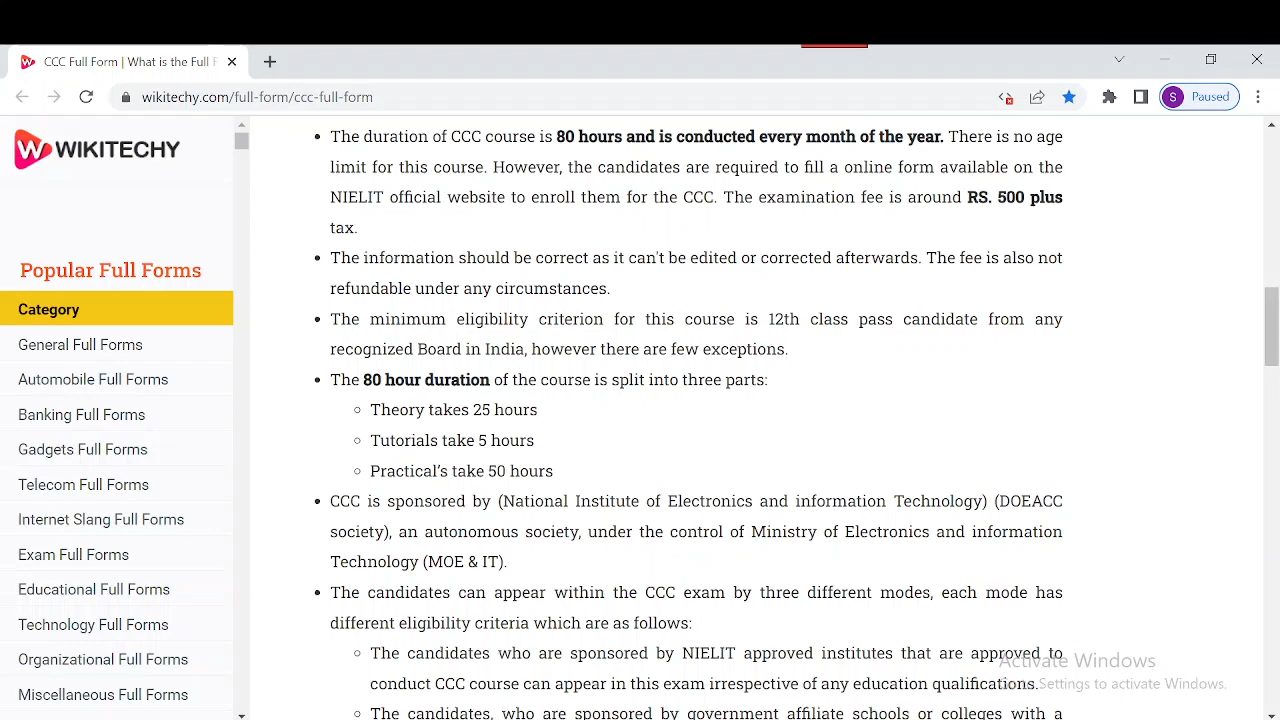 CCC Full Form | What is the Full F
wikitechy.com/full-form/ccc-full-form
S Paused
W WIKITECHY
Popular Full Forms
Category
General Full Forms
Automobile Full Forms
Banking Full Forms
Gadgets Full Forms
Telecom Full Forms
Internet Slang Full Forms
Exam Full Forms
Educational Full Forms
Technology Full Forms
Organizational Full Forms
Miscellaneous Full Forms
• The duration of CCC course is 80 hours and is conducted every month of the year. There is no age
limit for this course. However, the candidates are required to fill a online form available on the
NIELIT official website to enroll them for the CCC. The examination fee is around RS. 500 plus
tax.
• The information should be correct as it can't be edited or corrected afterwards. The fee is also not
refundable under any circumstances.
• The minimum eligibility criterion for this course is 12th class pass candidate from any
recognized Board in India, however there are few exceptions.
• The 80 hour duration of the course is split into three parts:
◦ Theory takes 25 hours
◦ Tutorials take 5 hours
◦ Practical's take 50 hours
• CCC is sponsored by (National Institute of Electronics and information Technology) (DOEACC
society), an autonomous society, under the control of Ministry of Electronics and information
Technology (MOE & IT).
• The candidates can appear within the CCC exam by three different modes, each mode has
different eligibility criteria which are as follows:
◦ The candidates who are sponsored by NIELIT approved institutes that are approved to
conduct CCC course can appear in this exam irrespective of any education qualifications.
◦ The candidates, who are sponsored by government affiliate schools or colleges with a
Activate Windows
Settings to activate Windows.